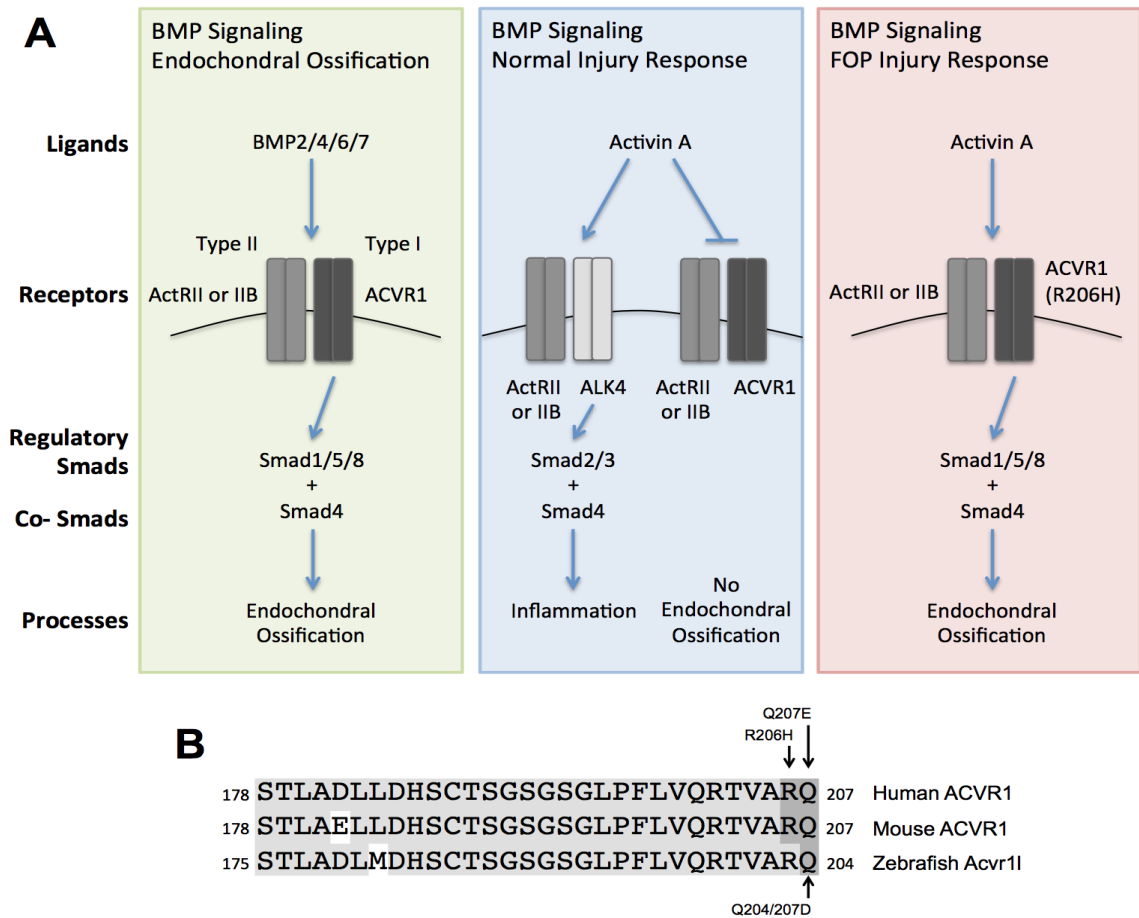 A
BMP Signaling
Endochondral Ossification
BMP Signaling
Normal Injury Response
BMP Signaling
FOP Injury Response
Ligands
BMP2/4/6/7
Activin A
Activin A
Receptors
Type II
Type I
ActRII or IIB
ACVR1
ActRII
or IIB
ALK4
ActRII
or IIB
ACVR1
ActRII or IIB
ACVR1
(R206H)
Regulatory
Smads
Smad1/5/8
+
Smad2/3
+
Smad1/5/8
+
Co- Smads
Smad4
Smad4
Smad4
Processes
Endochondral
Ossification
Inflammation
No
Endochondral
Ossification
Endochondral
Ossification
B
Q207E
R206H
178 STLADLLDHSCTSGSGSGLPFLVQRTVARQ 207 Human ACVR1
178 STLAELLDHSCTSGSGSGLPFLVQRTVARQ 207 Mouse ACVR1
175 STLADLMDHSCTSGSGSGLPFLVQRTVARQ 204 Zebrafish Acvr1l
Q204/207D